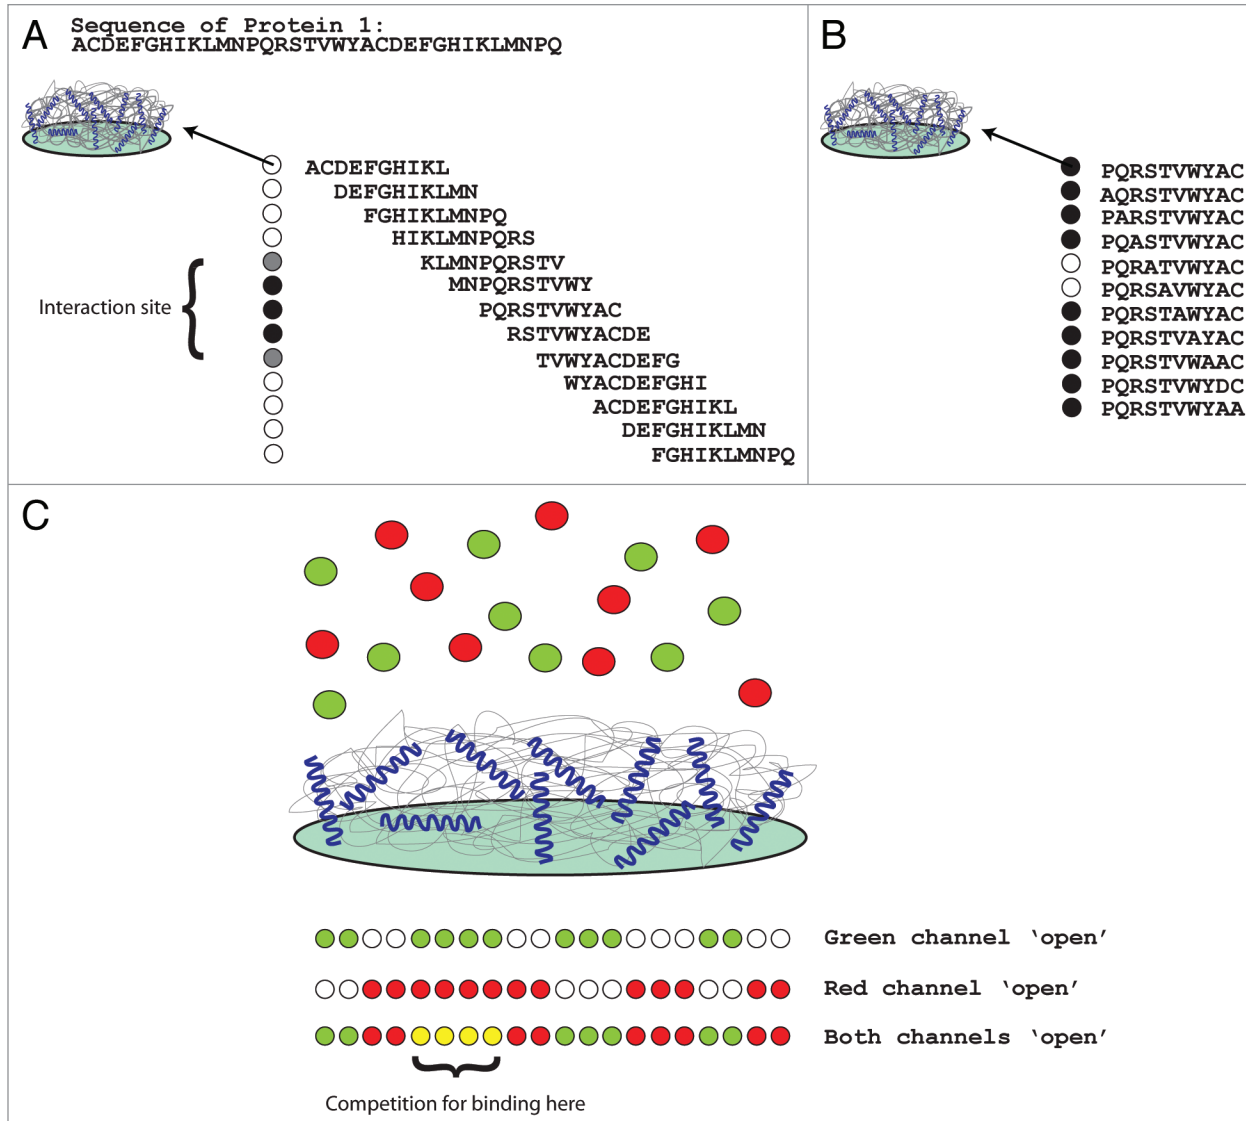 A
Sequence of Protein 1:
ACDEFGHIKLMNPQRSTVWYACDEFGHIKLMNPQ
ACDEFGHIKL
DEFGHIKLMN
FGHIKLMNPQ
HIKLMNPQRS
KLMNPQRSTV
MNPQRSTVWY
PQRSTVWYAC
RSTVWYACDE
TVWYACDEFG
WYACDEFGHI
ACDEFGHIKL
DEFGHIKLMN
FGHIKLMNPQ
Interaction site
B
PQRSTVWYAC
AQRSTVWYAC
PARSTVWYAC
PQASTVWYAC
PQRATVWYAC
PQRSAVWYAC
PQRSTAWYAC
PQRSTVAYAC
PQRSTVWAAC
PQRSTVWYDC
PQRSTVWYAA
C
Green channel ‘open’
Red channel ‘open’
Both channels ‘open’
Competition for binding here